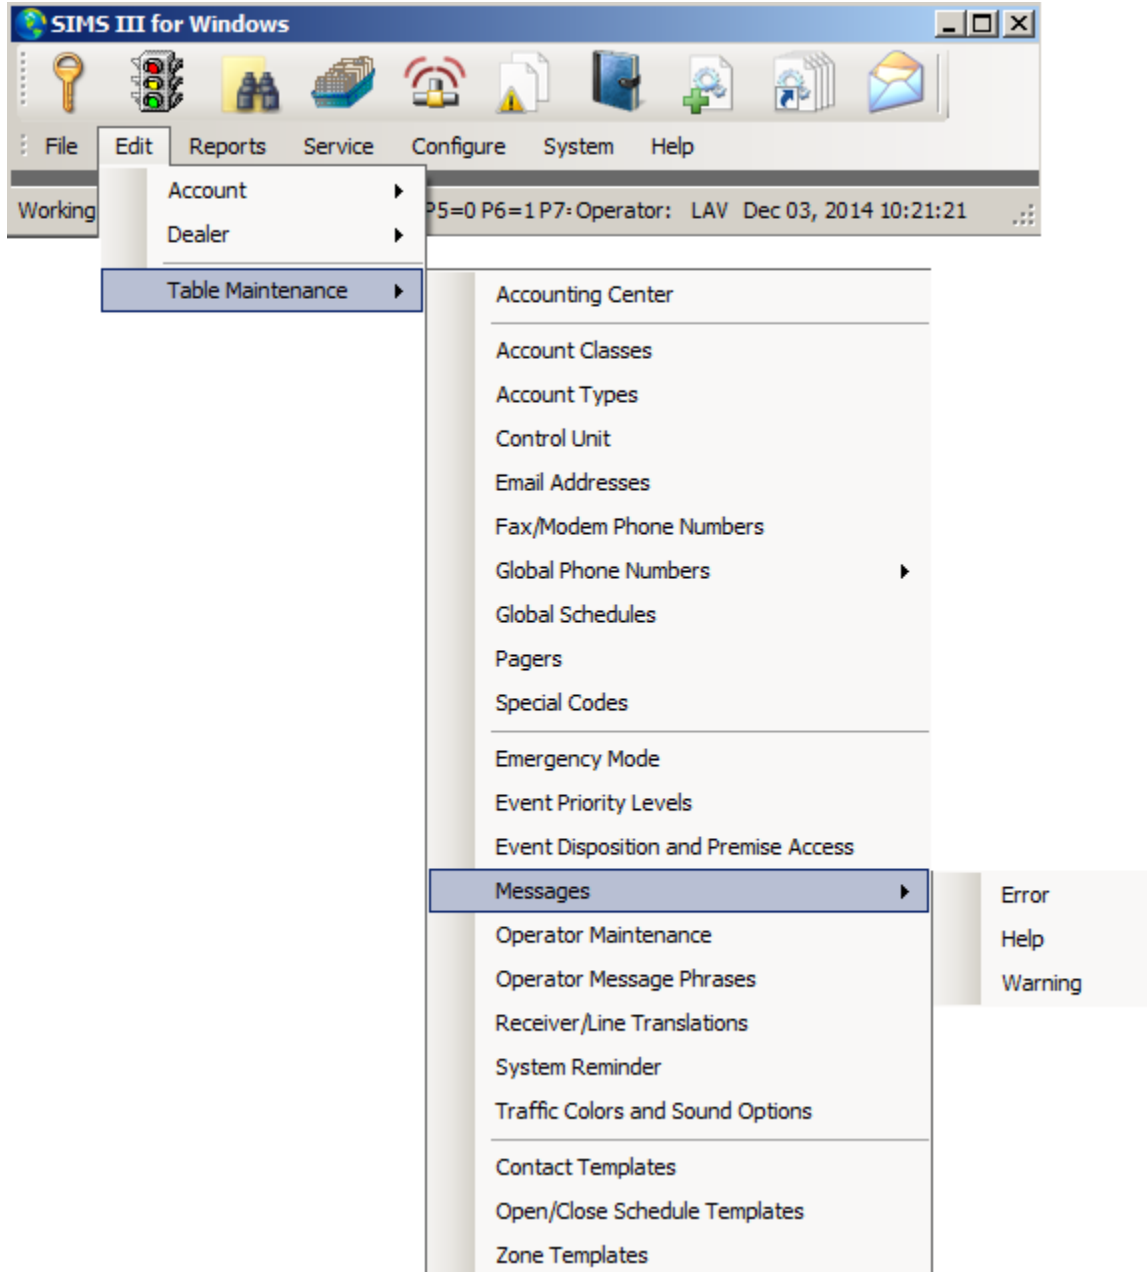 SIMS III for Windows
File Edit Reports Service Configure System Help
Working P5=0 P6=1 P7: Operator: LAV Dec 03, 2014 10:21:21
Account
Dealer
Table Maintenance
Accounting Center
Account Classes
Account Types
Control Unit
Email Addresses
Fax/Modem Phone Numbers
Global Phone Numbers
Global Schedules
Pagers
Special Codes
Emergency Mode
Event Priority Levels
Event Disposition and Premise Access
Messages
Error
Help
Warning
Operator Maintenance
Operator Message Phrases
Receiver/Line Translations
System Reminder
Traffic Colors and Sound Options
Contact Templates
Open/Close Schedule Templates
Zone Templates